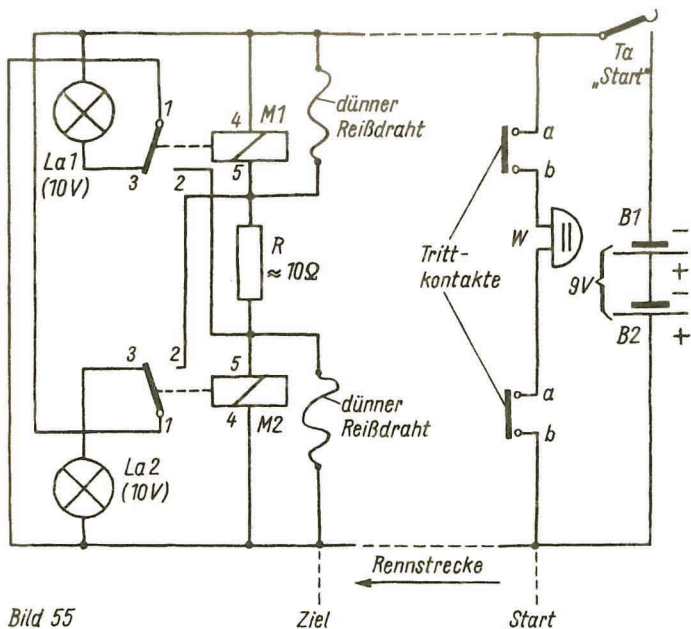 Ta
„Start"
1
4
M1
dünner
Reißdraht
a
La1
(10V)
3
2
5
b
R
≈10Ω
W
Tritt-
kontakte
B1
−
+
9V
−
B2
+
3
2
5
a
1
4
M2
dünner
Reißdraht
b
La2
(10V)
Rennstrecke
Bild 55
Ziel
Start